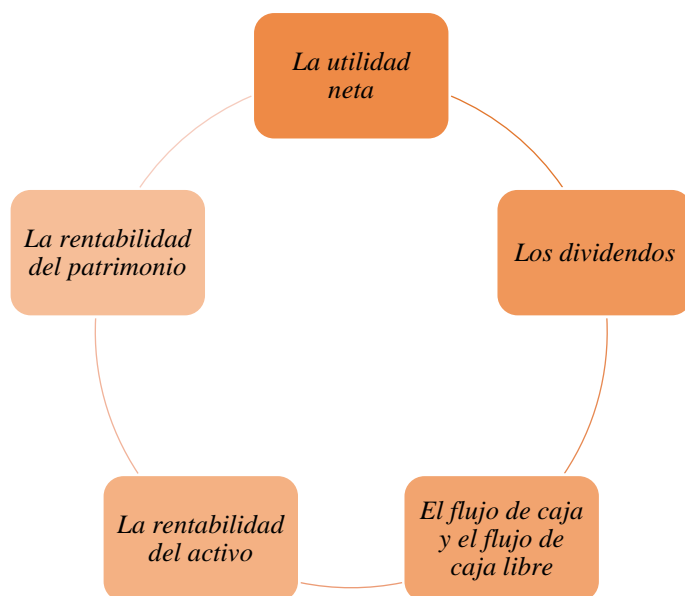 La utilidad
neta
Los dividendos
El flujo de caja
y el flujo de
caja libre
La rentabilidad
del activo
La rentabilidad
del patrimonio